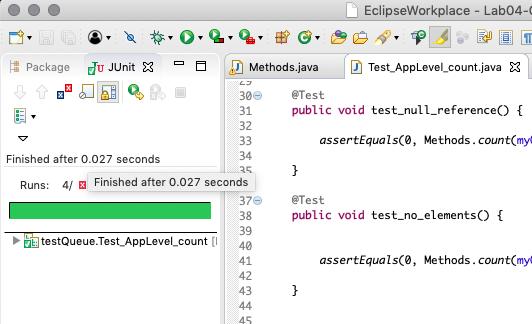 EclipseWorkplace - Lab04-
Package JUnit
Finished after 0.027 seconds
Runs: 4/
Finished after 0.027 seconds
testQueue.Test_AppLevel_count
Methods.java Test_AppLevel_count.java
29
30 @Test
31 public void test_null_reference() {
32
33 assertEquals(0, Methods.count(my
34
35 }
36
37 @Test
38 public void test_no_elements() {
39
40
41 assertEquals(0, Methods.count(my
42
43 }
44